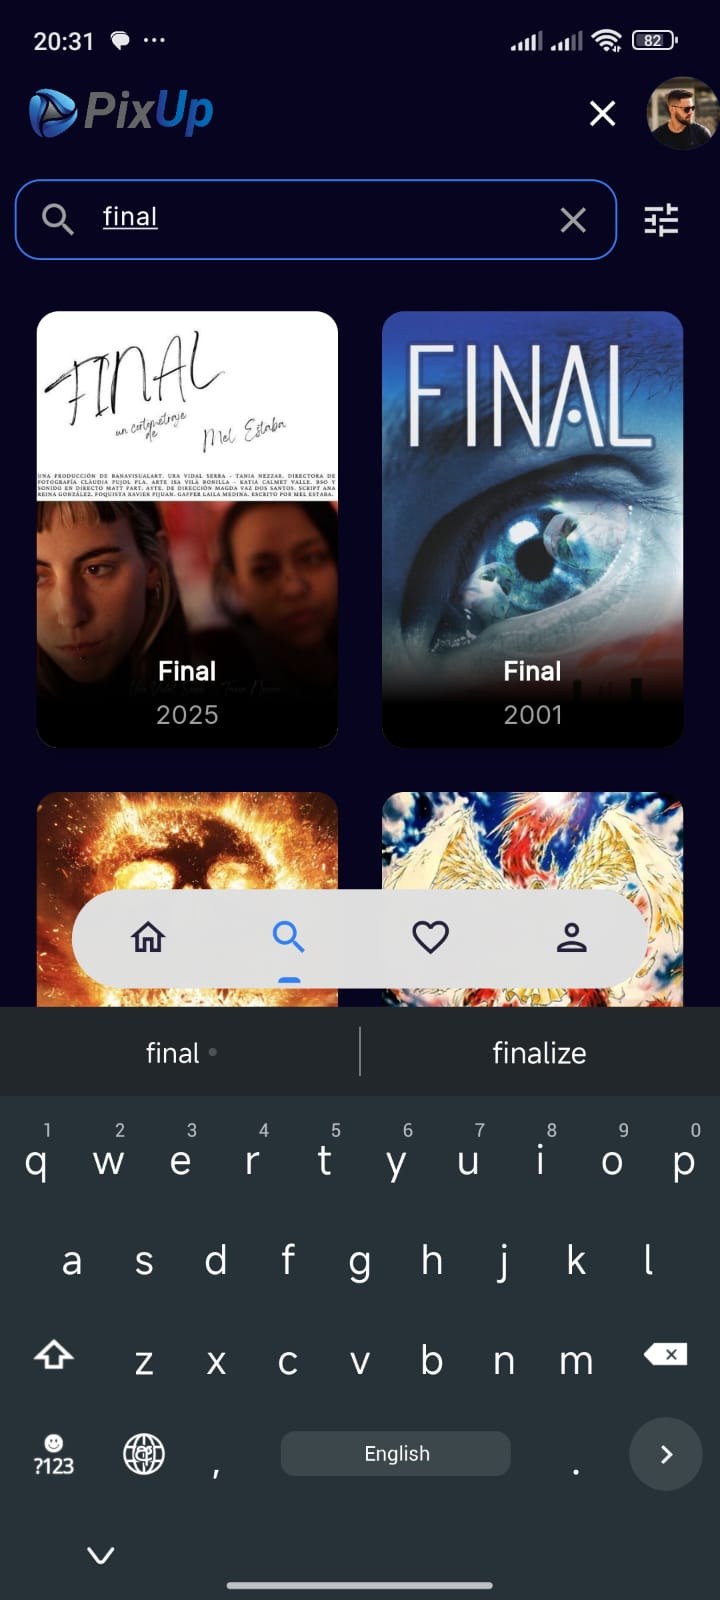 20:31
82
PixUp
final
FINAL
un cortometraje
de
Mel Estaba
UNA PRODUCCIÓN DE BANAVISUALART. URA VIDAL SERRA - TANIA NEZZAR. DIRECTORA DE
FOTOGRAFÍA CLÀUDIA PUJOL PLA. ARTE ISA VILÀ BONILLA - KATIA CALMET VALLE. BSO Y
SONIDO EN DIRECTO MATT PART. AYTE. DE DIRECCIÓN MAGDA VAZ DOS SANTOS. SCRIPT ANA
REINA GONZÁLEZ. FOQUISTA XAVIER PIJUAN. GAFFER LAILA MEDINA. ESCRITO POR MEL ESTABA.
Final
2025
FINAL
Final
2001
final
finalize
1 2 3 4 5 6 7 8 9 0
q w e r t y u i o p
a s d f g h j k l
z x c v b n m
?123 , English .